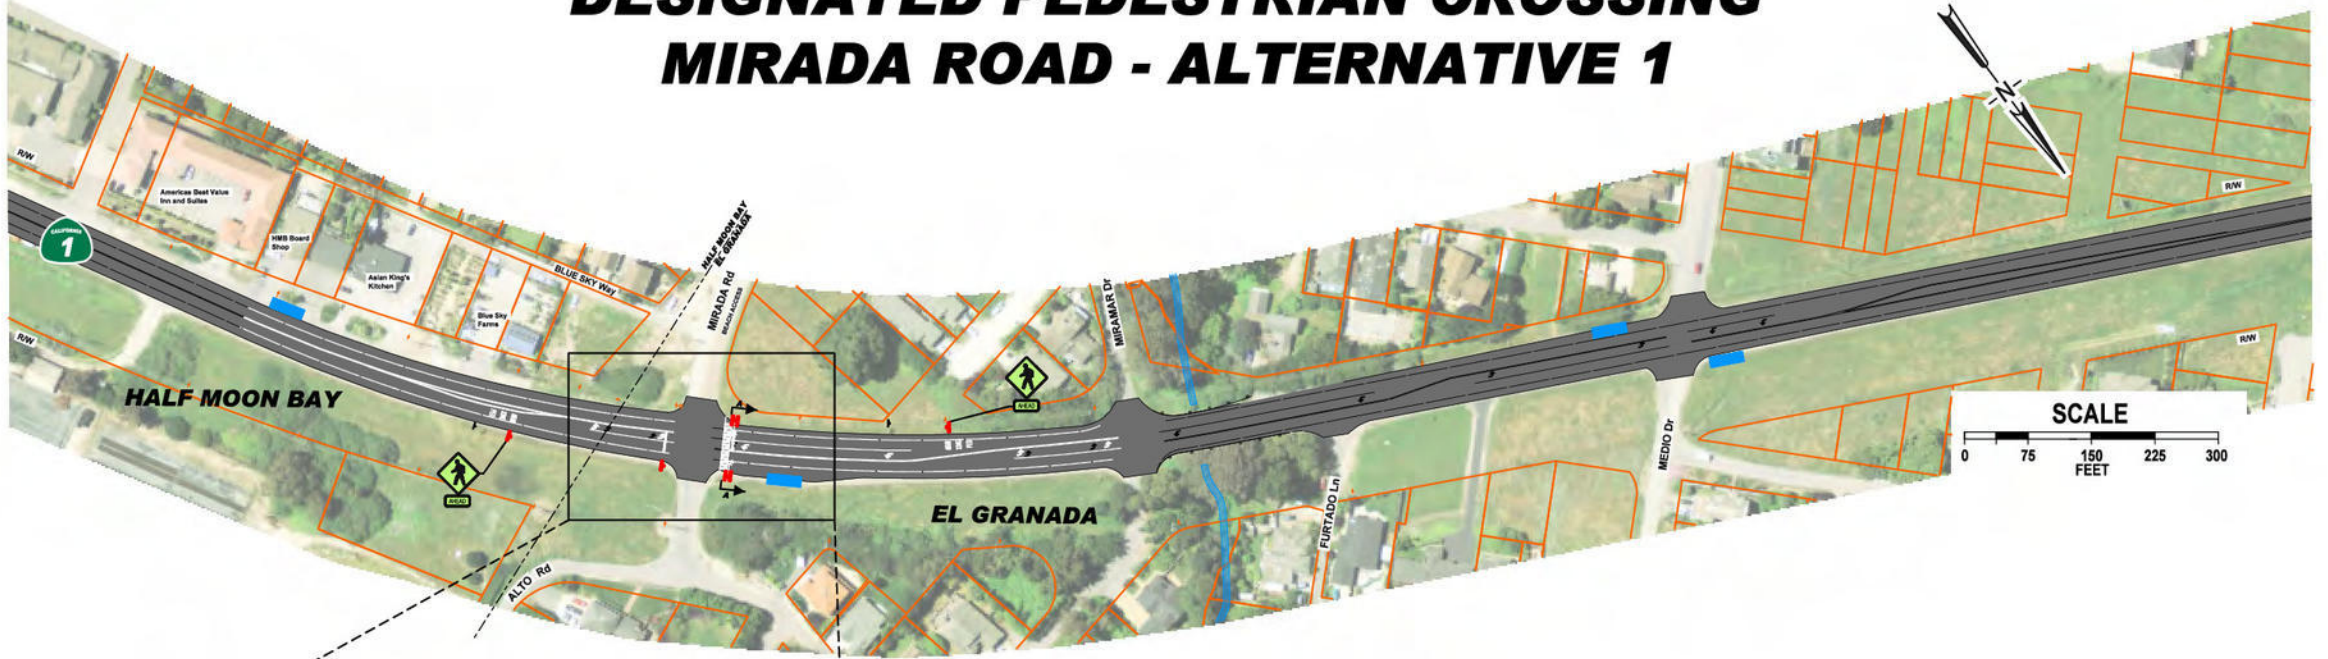 DESIGNATED PEDESTRIAN CROSSING
MIRADA ROAD - ALTERNATIVE 1
N
R/W
Americas Best Value
Inn and Suites
CALIFORNIA
1
HMB Board
Shop
Asian King's
Kitchen
BLUE SKY Way
Blue Sky
Farms
HALF MOON BAY
EL GRANADA
MIRADA Rd
BEACH ACCESS
MIRAMAR Dr
R/W
R/W
R/W
HALF MOON BAY
AHEAD
AHEAD
A
A
EL GRANADA
ALTO Rd
FURTADO Ln
MEDIO Dr
SCALE
0 75 150 225 300
FEET